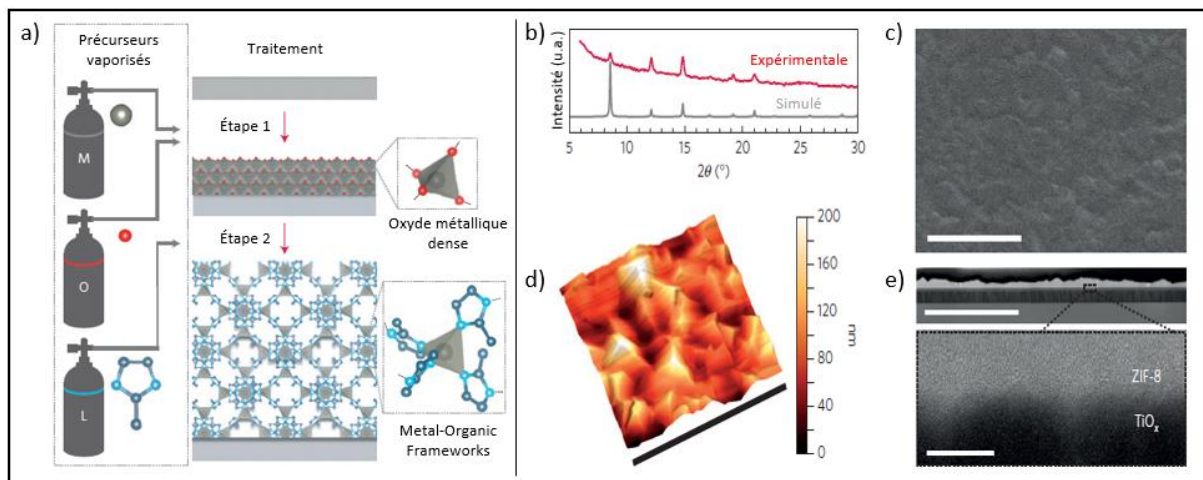 a)
Précurseurs
vaporisés
Traitement
M
O
L
Étape 1
Étape 2
Oxyde métallique
dense
Metal-Organic
Frameworks
b)
Intensité (u.a.)
Expérimentale
Simulé
5 10 15 20 25 30
2θ (°)
c)
d)
200
160
120
80
40
0
nm
e)
ZIF-8
TiOₓ